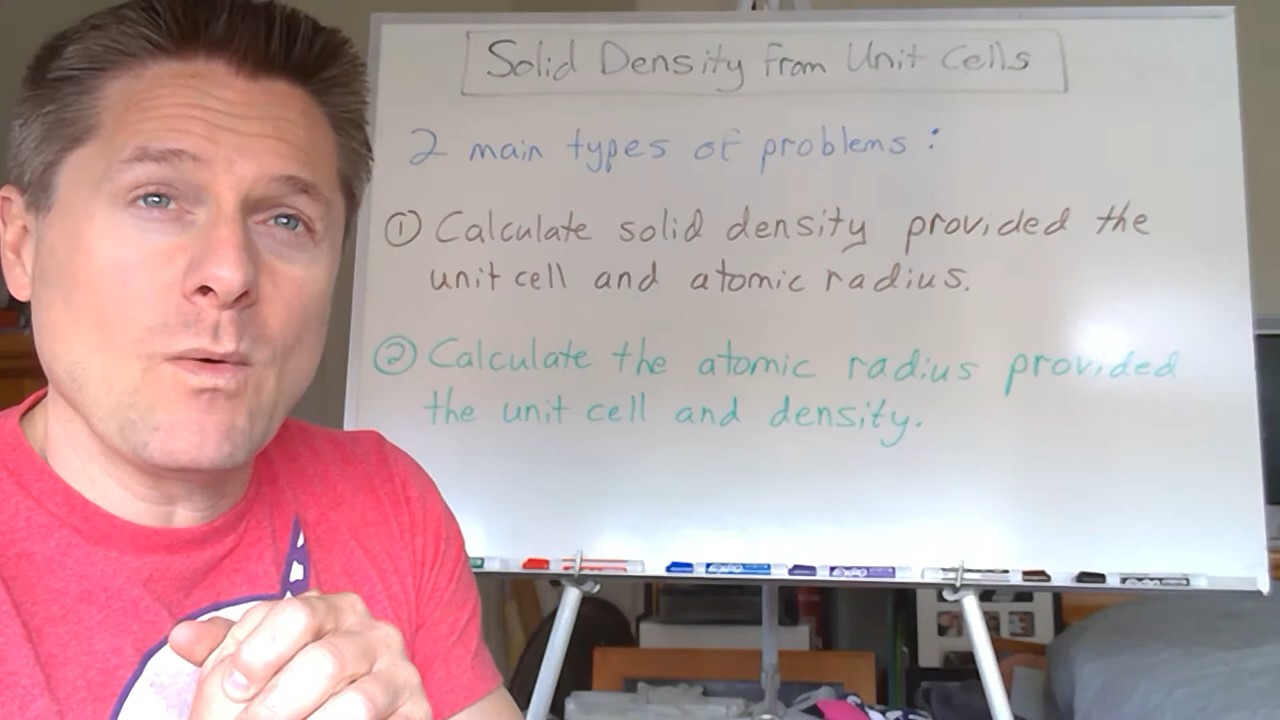 Solid Density from Unit Cells
2 main types of problems:
① Calculate solid density provided the
unit cell and atomic radius.
② Calculate the atomic radius provided
the unit cell and density.